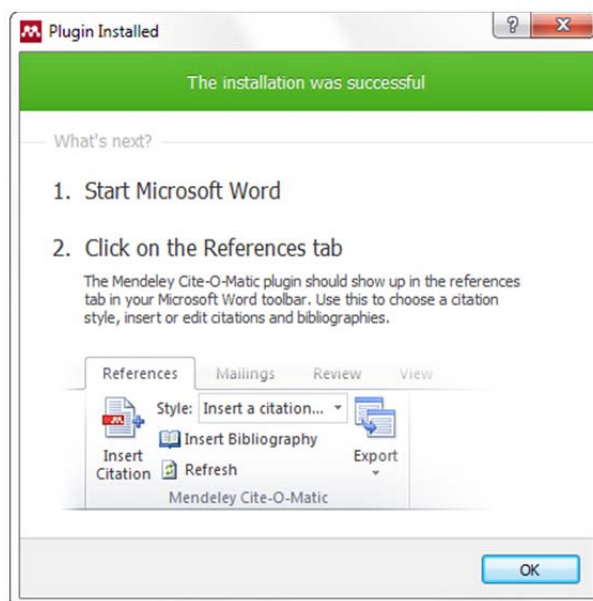 Plugin Installed
The installation was successful
What's next?
1. Start Microsoft Word
2. Click on the References tab
The Mendeley Cite-O-Matic plugin should show up in the references
tab in your Microsoft Word toolbar. Use this to choose a citation
style, insert or edit citations and bibliographies.
References Mailings Review View
Style: Insert a citation...
Insert Bibliography
Insert Citation
Refresh
Export
Mendeley Cite-O-Matic
OK